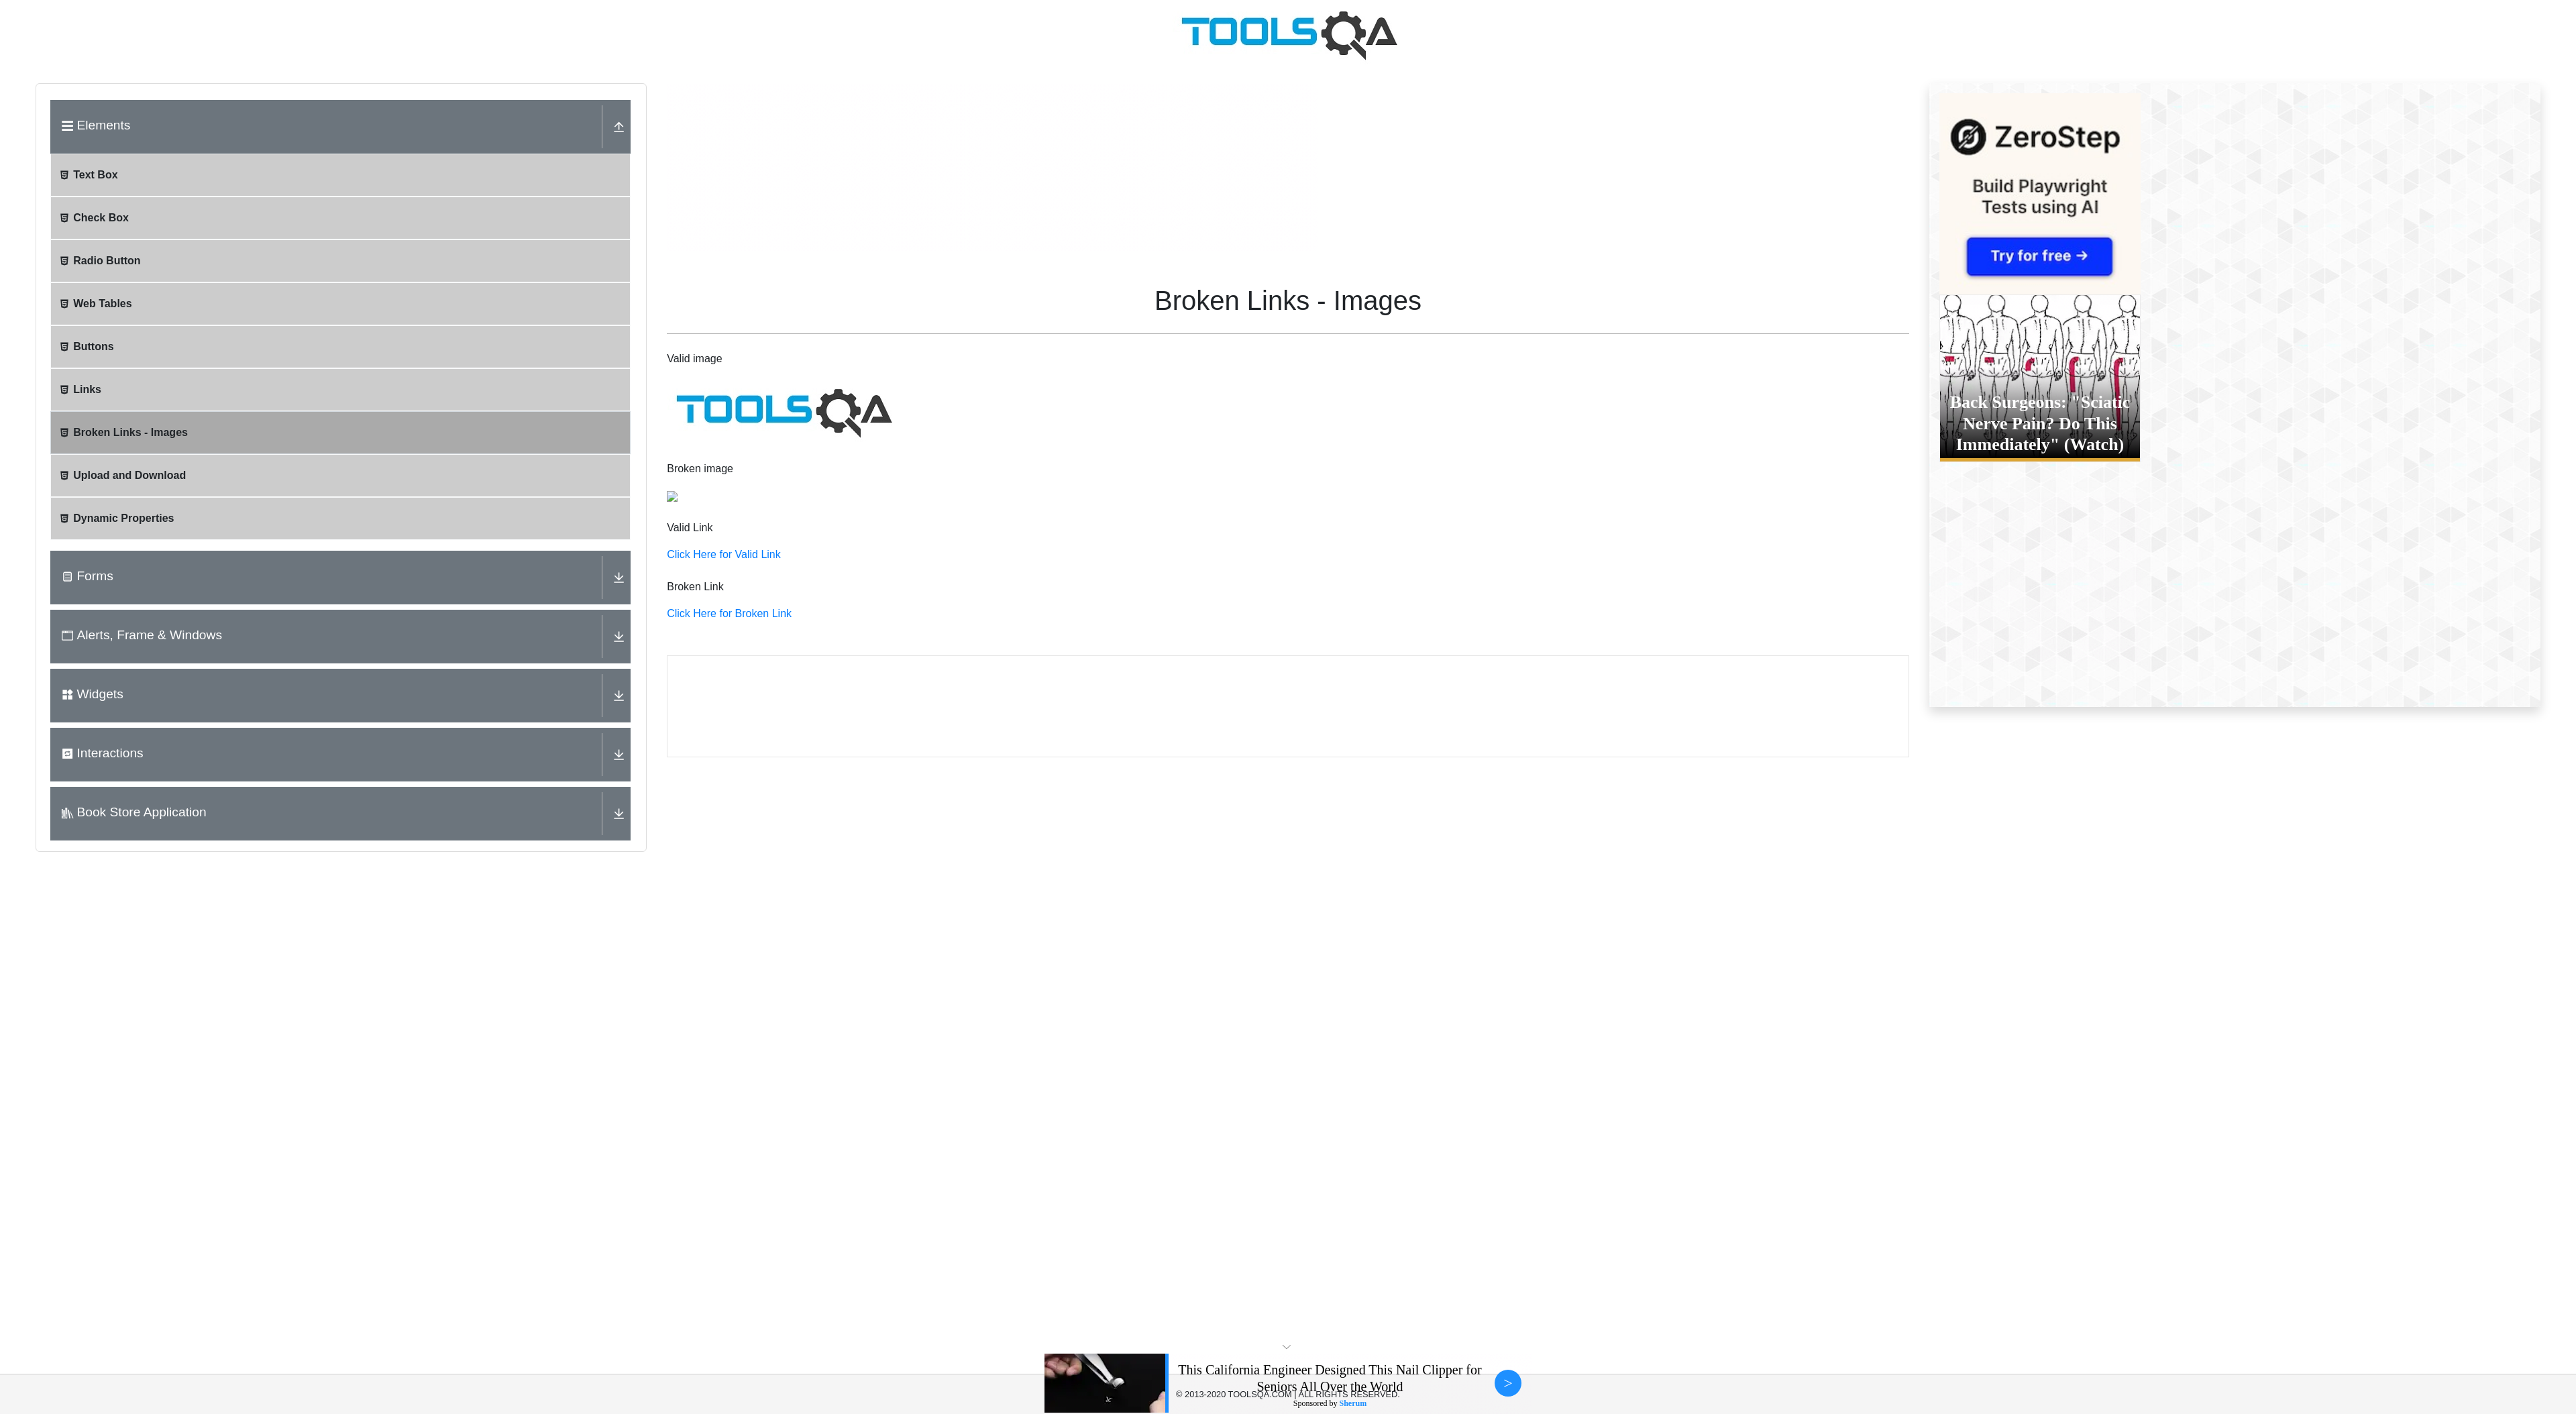 TOOLSQA
Elements
Text Box
Check Box
Radio Button
Web Tables
Buttons
Links
Broken Links - Images
Upload and Download
Dynamic Properties
Forms
Alerts, Frame & Windows
Widgets
Interactions
Book Store Application
Broken Links - Images
Valid image
TOOLSQA
Broken image
Valid Link
Click Here for Valid Link
Broken Link
Click Here for Broken Link
ZeroStep
Build Playwright
Tests using AI
Try for free →
Back Surgeons: "Sciatic
Nerve Pain? Do This
Immediately" (Watch)
This California Engineer Designed This Nail Clipper for
Seniors All Over the World
© 2013-2020 TOOLSQA.COM | ALL RIGHTS RESERVED.
Sponsored by Sherum
>